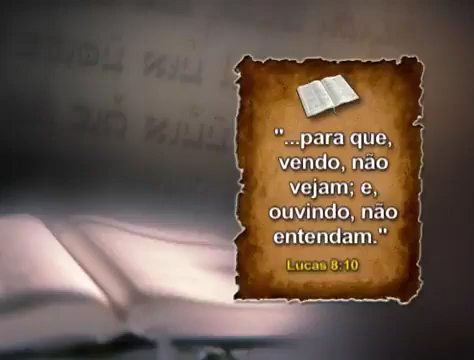 "...para que,
vendo, não
vejam; e,
ouvindo, não
entendam."
Lucas 8:10